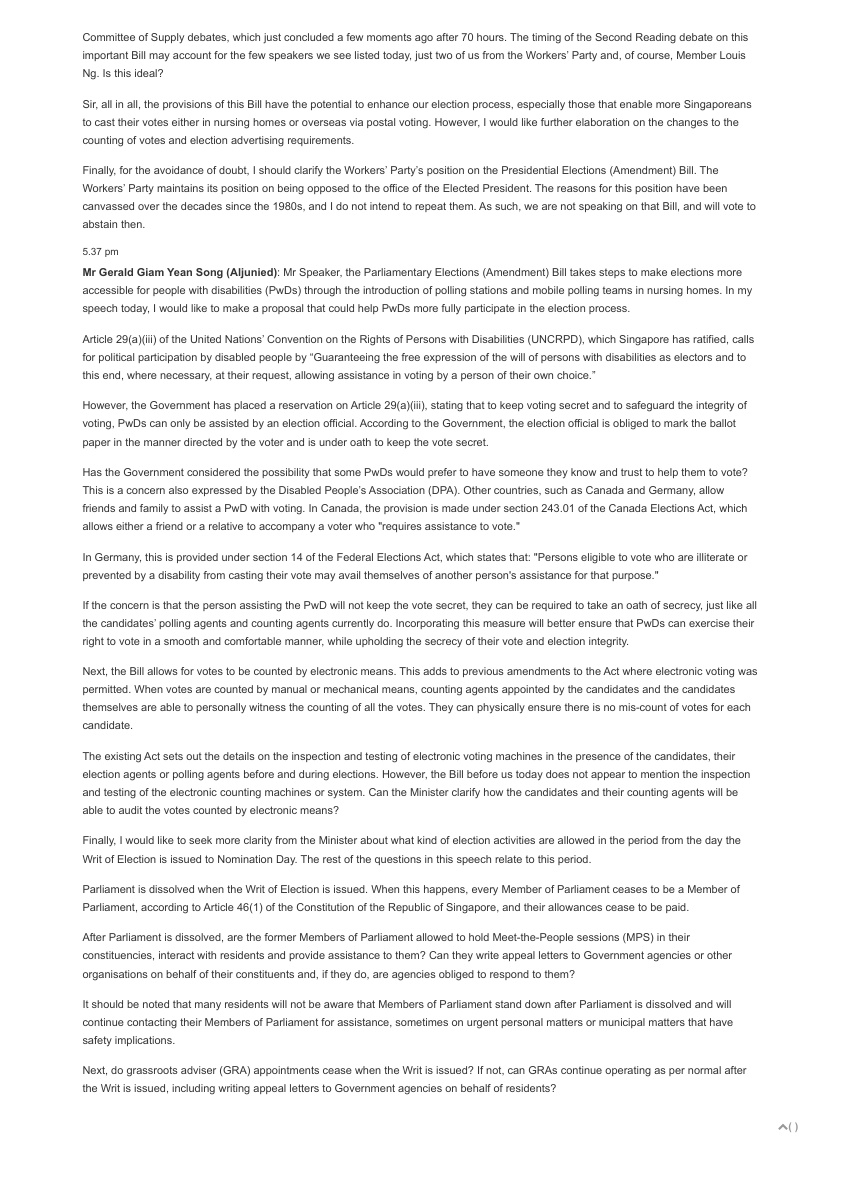 Committee of Supply debates, which just concluded a few moments ago after 70 hours. The timing of the Second Reading debate on this
important Bill may account for the few speakers we see listed today, just two of us from the Workers' Party and, of course, Member Louis
Ng. Is this ideal?
Sir, all in all, the provisions of this Bill have the potential to enhance our election process, especially those that enable more Singaporeans
to cast their votes either in nursing homes or overseas via postal voting. However, I would like further elaboration on the changes to the
counting of votes and election advertising requirements.
Finally, for the avoidance of doubt, I should clarify the Workers' Party's position on the Presidential Elections (Amendment) Bill. The
Workers' Party maintains its position on being opposed to the office of the Elected President. The reasons for this position have been
canvassed over the decades since the 1980s, and I do not intend to repeat them. As such, we are not speaking on that Bill, and will vote to
abstain then.
5.37 pm
Mr Gerald Giam Yean Song (Aljunied): Mr Speaker, the Parliamentary Elections (Amendment) Bill takes steps to make elections more
accessible for people with disabilities (PwDs) through the introduction of polling stations and mobile polling teams in nursing homes. In my
speech today, I would like to make a proposal that could help PwDs more fully participate in the election process.
Article 29(a)(iii) of the United Nations' Convention on the Rights of Persons with Disabilities (UNCRPD), which Singapore has ratified, calls
for political participation by disabled people by “Guaranteeing the free expression of the will of persons with disabilities as electors and to
this end, where necessary, at their request, allowing assistance in voting by a person of their own choice.”
However, the Government has placed a reservation on Article 29(a)(iii), stating that to keep voting secret and to safeguard the integrity of
voting, PwDs can only be assisted by an election official. According to the Government, the election official is obliged to mark the ballot
paper in the manner directed by the voter and is under oath to keep the vote secret.
Has the Government considered the possibility that some PwDs would prefer to have someone they know and trust to help them to vote?
This is a concern also expressed by the Disabled People's Association (DPA). Other countries, such as Canada and Germany, allow
friends and family to assist a PwD with voting. In Canada, the provision is made under section 243.01 of the Canada Elections Act, which
allows either a friend or a relative to accompany a voter who "requires assistance to vote."
In Germany, this is provided under section 14 of the Federal Elections Act, which states that: "Persons eligible to vote who are illiterate or
prevented by a disability from casting their vote may avail themselves of another person's assistance for that purpose."
If the concern is that the person assisting the PwD will not keep the vote secret, they can be required to take an oath of secrecy, just like all
the candidates' polling agents and counting agents currently do. Incorporating this measure will better ensure that PwDs can exercise their
right to vote in a smooth and comfortable manner, while upholding the secrecy of their vote and election integrity.
Next, the Bill allows for votes to be counted by electronic means. This adds to previous amendments to the Act where electronic voting was
permitted. When votes are counted by manual or mechanical means, counting agents appointed by the candidates and the candidates
themselves are able to personally witness the counting of all the votes. They can physically ensure there is no mis-count of votes for each
candidate.
The existing Act sets out the details on the inspection and testing of electronic voting machines in the presence of the candidates, their
election agents or polling agents before and during elections. However, the Bill before us today does not appear to mention the inspection
and testing of the electronic counting machines or system. Can the Minister clarify how the candidates and their counting agents will be
able to audit the votes counted by electronic means?
Finally, I would like to seek more clarity from the Minister about what kind of election activities are allowed in the period from the day the
Writ of Election is issued to Nomination Day. The rest of the questions in this speech relate to this period.
Parliament is dissolved when the Writ of Election is issued. When this happens, every Member of Parliament ceases to be a Member of
Parliament, according to Article 46(1) of the Constitution of the Republic of Singapore, and their allowances cease to be paid.
After Parliament is dissolved, are the former Members of Parliament allowed to hold Meet-the-People sessions (MPS) in their
constituencies, interact with residents and provide assistance to them? Can they write appeal letters to Government agencies or other
organisations on behalf of their constituents and, if they do, are agencies obliged to respond to them?
It should be noted that many residents will not be aware that Members of Parliament stand down after Parliament is dissolved and will
continue contacting their Members of Parliament for assistance, sometimes on urgent personal matters or municipal matters that have
safety implications.
Next, do grassroots adviser (GRA) appointments cease when the Writ is issued? If not, can GRAs continue operating as per normal after
the Writ is issued, including writing appeal letters to Government agencies on behalf of residents?
( )